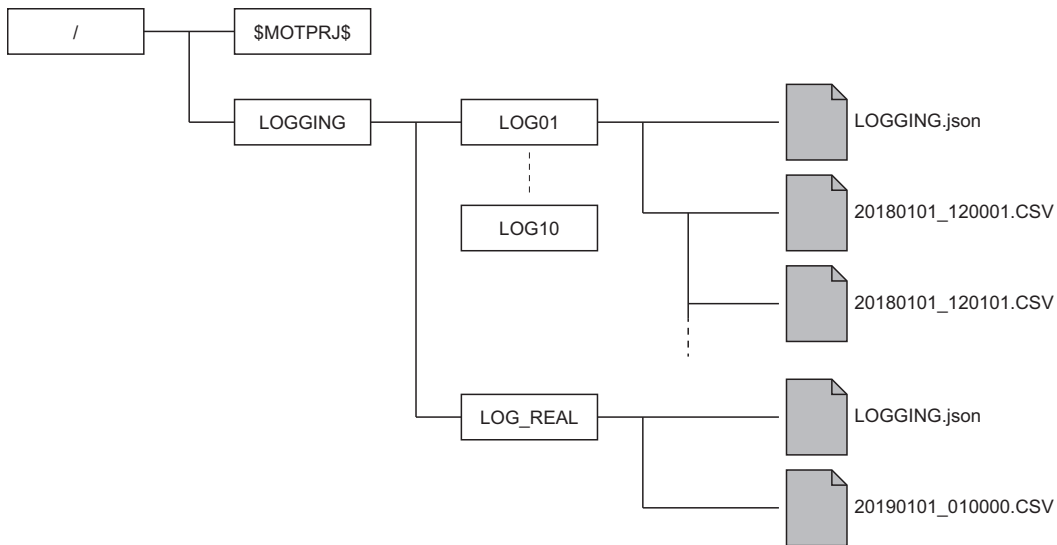 /
$MOTPRJ$
LOGGING
LOG01
LOGGING.json
20180101_120001.CSV
LOG10
20180101_120101.CSV
LOG_REAL
LOGGING.json
20190101_010000.CSV